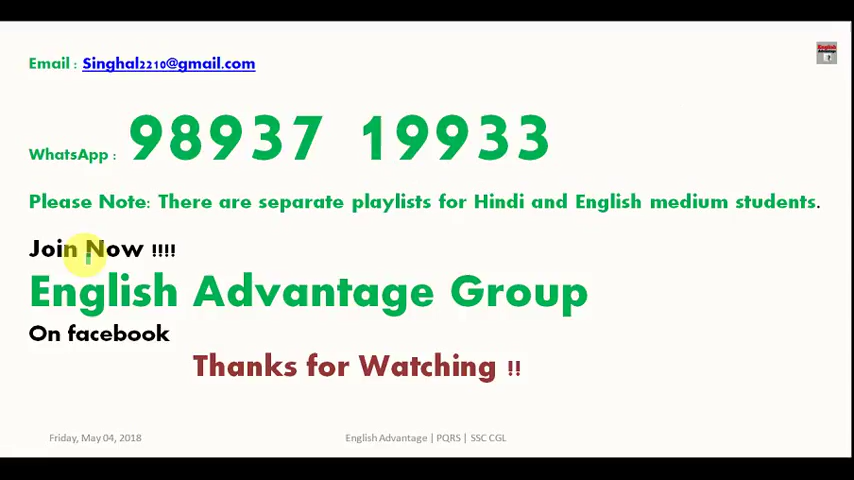 Email : Singhal2210@gmail.com
WhatsApp : 98937 19933
Please Note: There are separate playlists for Hindi and English medium students.
Join Now !!!!
English Advantage Group
On facebook
Thanks for Watching !!
Friday, May 04, 2018
English Advantage | PQRS | SSC CGL